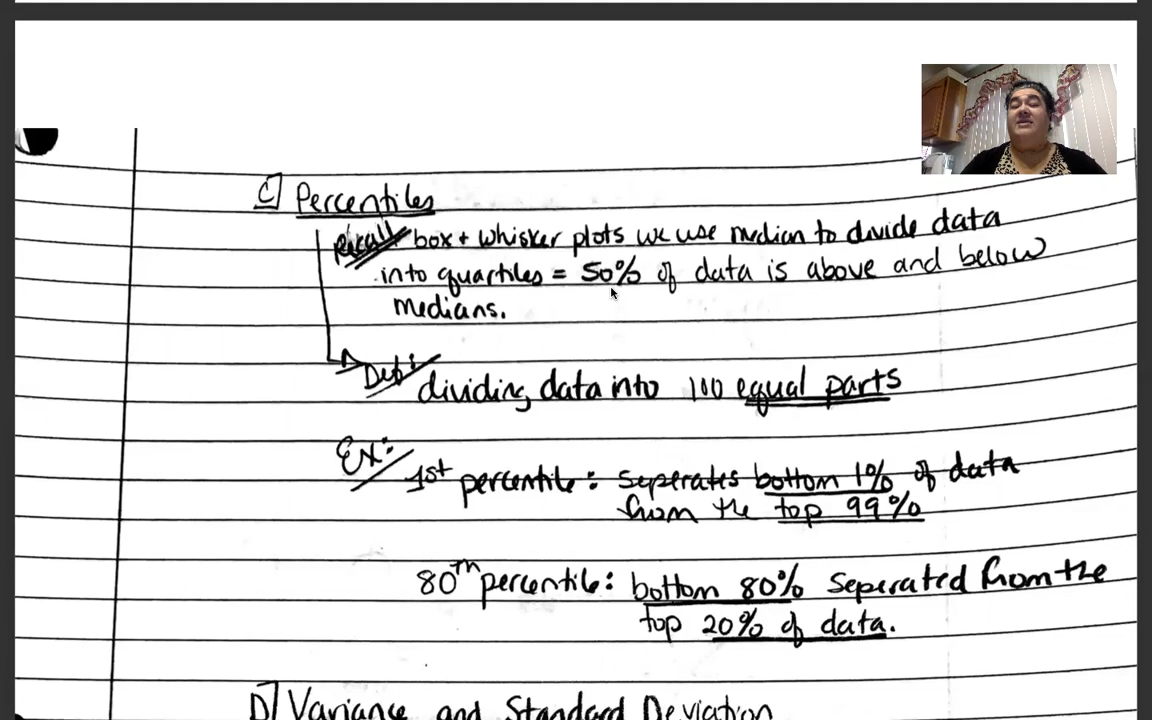 C] Percentiles
Recall box + whisker plots we use median to divide data
into quartiles = 50% of data is above and below
medians.
Def: dividing data into 100 equal parts
Ex:
1st percentile: seperates bottom 1% of data
from the top 99%
80th percentile: bottom 80% seperated from the
top 20% of data.
D] Variance and Standard Deviation